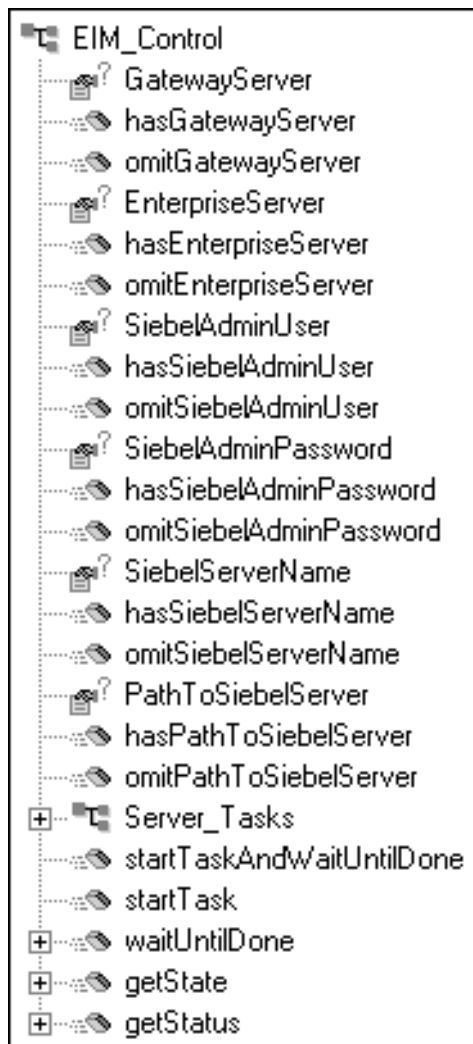 EIM_Control
GatewayServer
hasGatewayServer
omitGatewayServer
EnterpriseServer
hasEnterpriseServer
omitEnterpriseServer
SiebelAdminUser
hasSiebelAdminUser
omitSiebelAdminUser
SiebelAdminPassword
hasSiebelAdminPassword
omitSiebelAdminPassword
SiebelServerName
hasSiebelServerName
omitSiebelServerName
PathToSiebelServer
hasPathToSiebelServer
omitPathToSiebelServer
Server_Tasks
startTaskAndWaitUntilDone
startTask
waitUntilDone
getState
getStatus